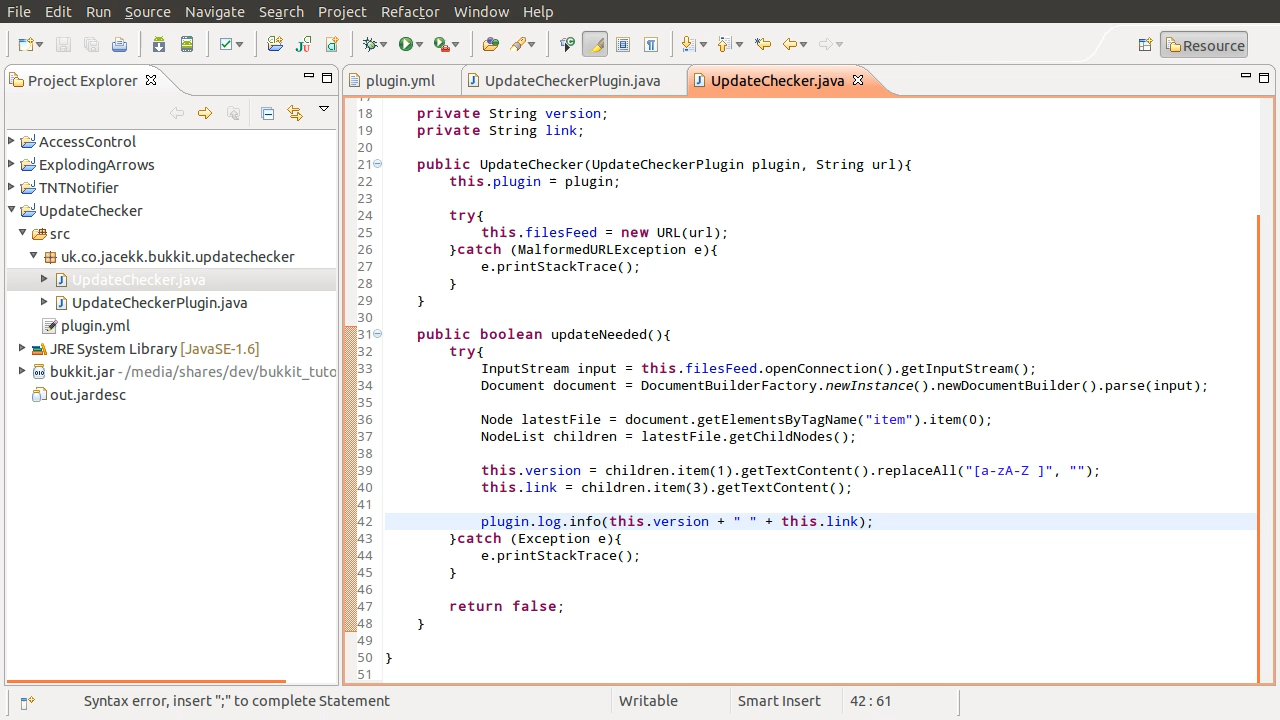 File Edit Run Source Navigate Search Project Refactor Window Help
Resource
Project Explorer
plugin.yml UpdateCheckerPlugin.java UpdateChecker.java
AccessControl
ExplodingArrows
TNTNotifier
UpdateChecker
src
uk.co.jacekk.bukkit.updatechecker
UpdateChecker.java
UpdateCheckerPlugin.java
plugin.yml
JRE System Library [JavaSE-1.6]
bukkit.jar - /media/shares/dev/bukkit_tuto
out.jardesc
18 private String version;
19 private String link;
20
21 public UpdateChecker(UpdateCheckerPlugin plugin, String url){
22 this.plugin = plugin;
23
24 try{
25 this.filesFeed = new URL(url);
26 }catch (MalformedURLException e){
27 e.printStackTrace();
28 }
29 }
30
31 public boolean updateNeeded(){
32 try{
33 InputStream input = this.filesFeed.openConnection().getInputStream();
34 Document document = DocumentBuilderFactory.newInstance().newDocumentBuilder().parse(input);
35
36 Node latestFile = document.getElementsByTagName("item").item(0);
37 NodeList children = latestFile.getChildNodes();
38
39 this.version = children.item(1).getTextContent().replaceAll("[a-zA-Z ]", "");
40 this.link = children.item(3).getTextContent();
41
42 plugin.log.info(this.version + " " + this.link);
43 }catch (Exception e){
44 e.printStackTrace();
45 }
46
47 return false;
48 }
49
50 }
51
Syntax error, insert ";" to complete Statement Writable Smart Insert 42 : 61